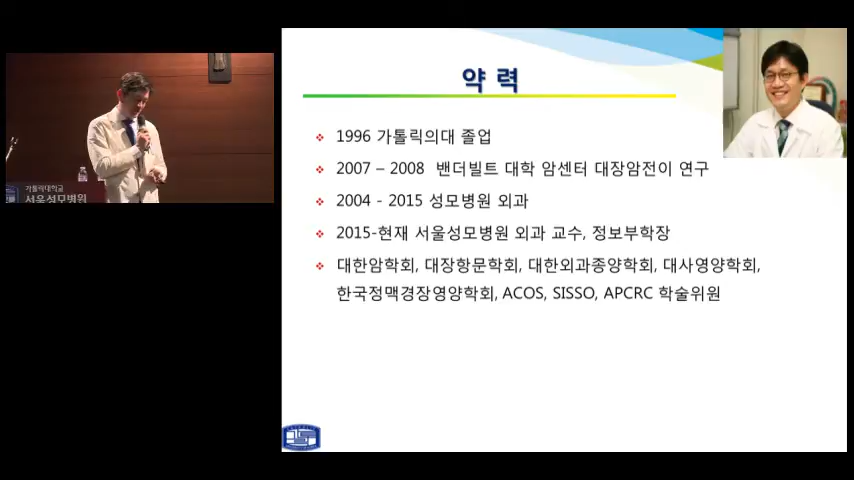 약 력
1996 가톨릭의대 졸업
2007 – 2008 밴더빌트 대학 암센터 대장암전이 연구
2004 - 2015 성모병원 외과
2015-현재 서울성모병원 외과 교수, 정보부학장
대한암학회, 대장항문학회, 대한외과종양학회, 대사영양학회,
한국정맥경장영양학회, ACOS, SISSO, APCRC 학술위원
가톨릭대학교
서울성모병원